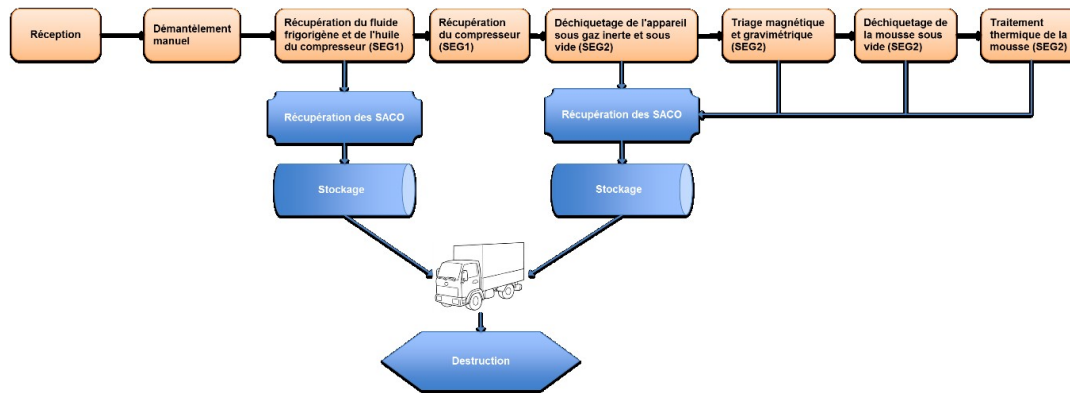 Réception
Démantèlement
manuel
Récupération du fluide
frigorigène et de l'huile
du compresseur (SEG1)
Récupération
du compresseur
(SEG1)
Déchiquetage de l'appareil
sous gaz inerte et sous
vide (SEG2)
Triage magnétique
et gravimétrique
(SEG2)
Déchiquetage de
la mousse sous
vide (SEG2)
Traitement
thermique de la
mousse (SEG2)
Récupération des SACO
Récupération des SACO
Stockage
Stockage
Destruction